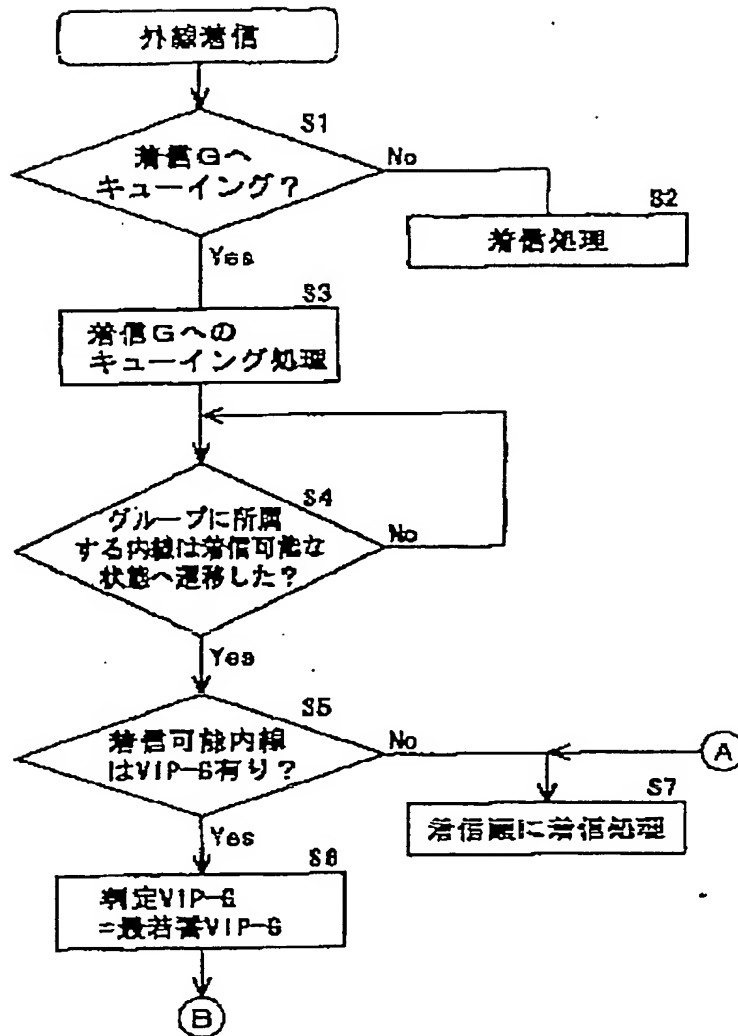 外線着信
S1
着信Gへ
キューイング？
No
S2
着信処理
Yes
S3
着信Gへの
キューイング処理
S4
グループに所属
する内線は着信可能な
状態へ遷移した？
No
Yes
S5
着信可能内線
はVIP-G有り？
No
A
S7
着信順に着信処理
Yes
S6
判定VIP-G
=最若番VIP-G
B